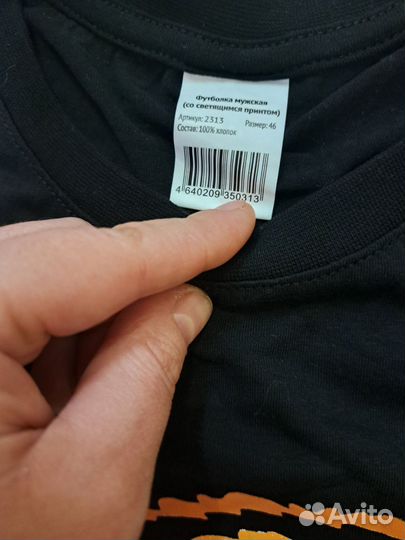 Футболка мужская
(со светящимся принтом)
Артикул: 2313 Размер: 46
Состав: 100% хлопок
4 640209 350313
Avito